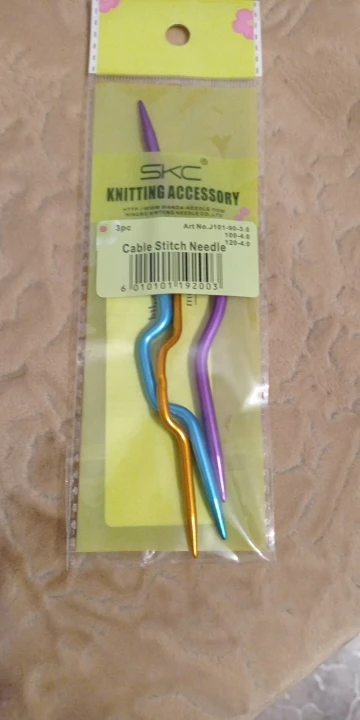 SKC®
KNITTING ACCESSORY
3pc
Art No.J101-90-3.0
100-4.0
120-4.0
Cable Stitch Needle
6 010101 192003